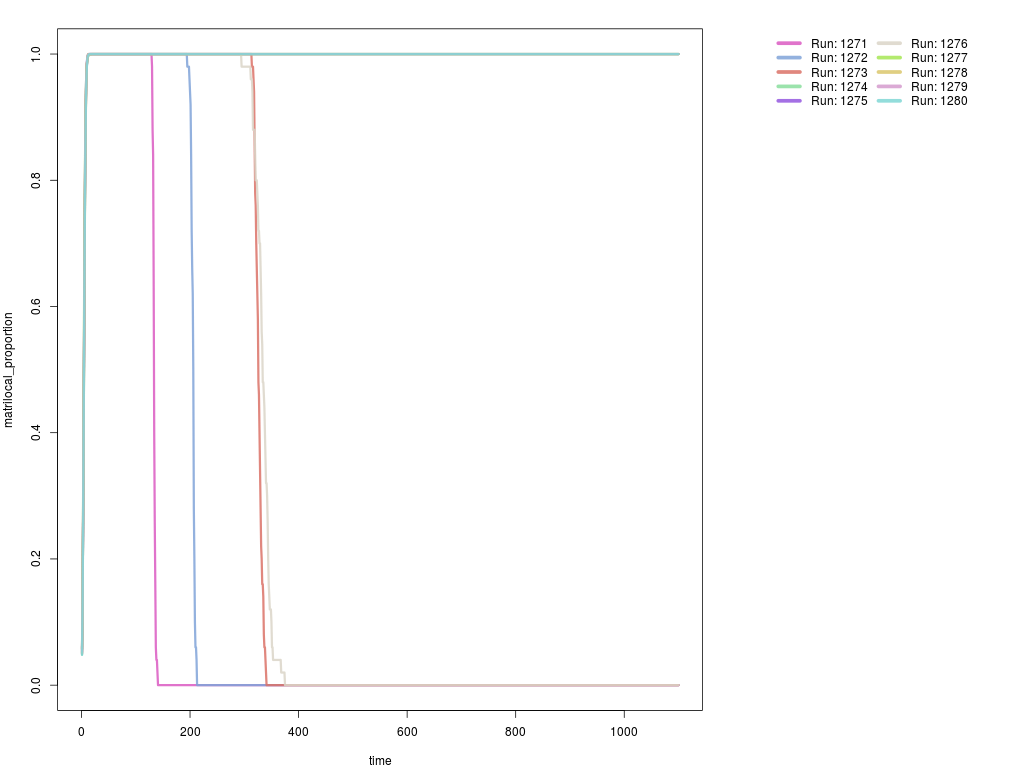 1.0
0.8
0.6
0.4
0.2
0.0
matrilocal_proportion
0 200 400 600 800 1000
time
Run: 1271 Run: 1276
Run: 1272 Run: 1277
Run: 1273 Run: 1278
Run: 1274 Run: 1279
Run: 1275 Run: 1280